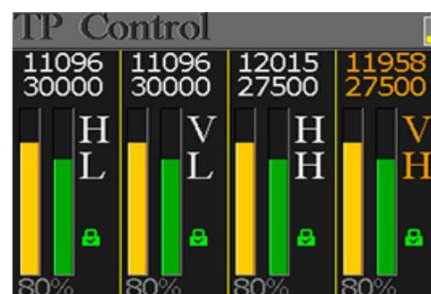 TP Control
11096 11096 12015 11958
30000 30000 27500 27500
H V H V
L L H H
80% 80% 80% 80%